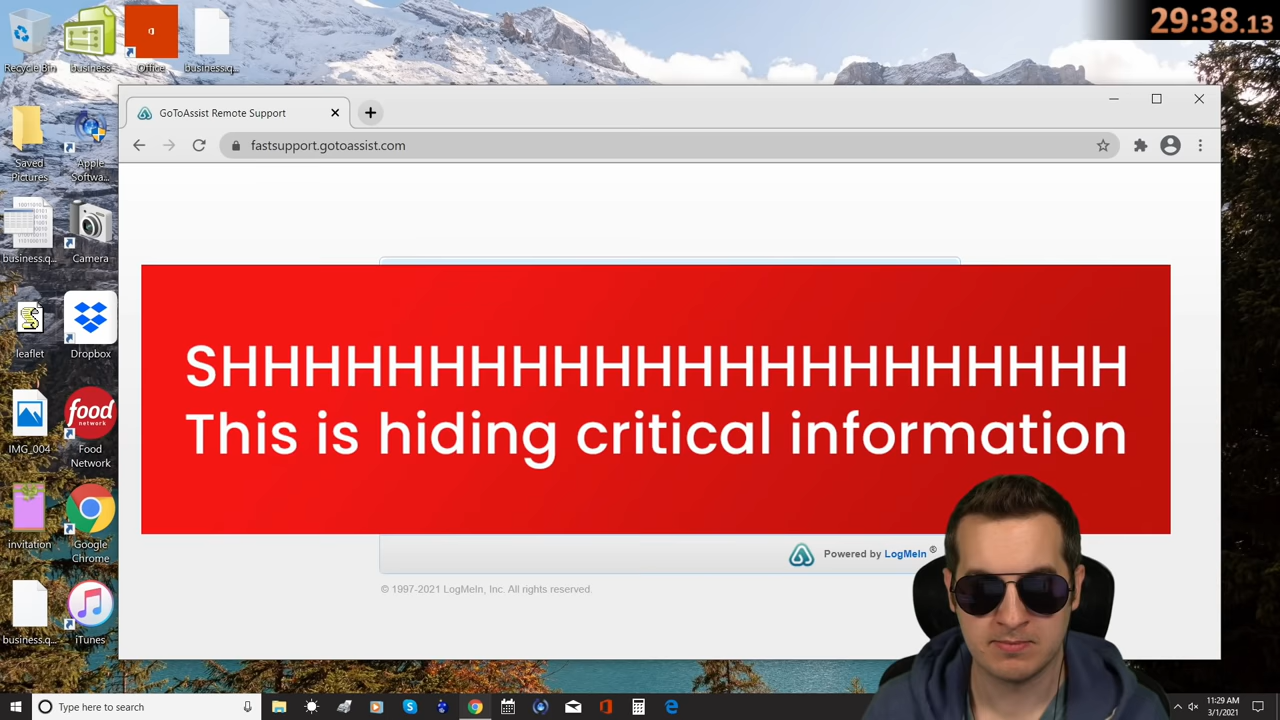 29:38.13
Recycle Bin
business
Office
business.q...
GoToAssist Remote Support
fastsupport.gotoassist.com
Saved Pictures
Apple Softwa...
business.q...
Camera
leaflet
Dropbox
food network
IMG_004
Food Network
invitation
Google Chrome
business.q...
iTunes
SHHHHHHHHHHHHHHHHHHHHHH
This is hiding critical information
Powered by LogMeIn ®
© 1997-2021 LogMeIn, Inc. All rights reserved.
Type here to search
11:29 AM
3/1/2021